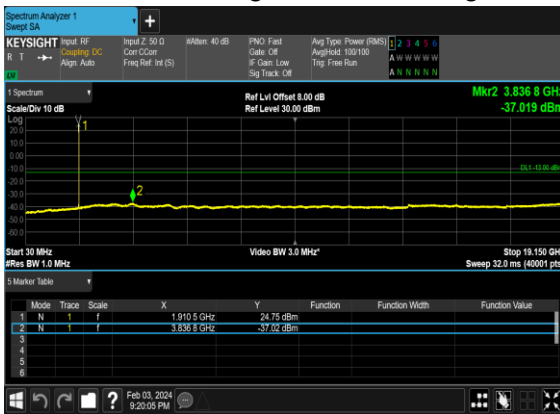 Spectrum Analyzer 1
Swept SA
KEYSIGHT
R T
LV
Input: RF
Coupling: DC
Align: Auto
Input Z: 50 Ω
Corr CCorr
Freq Ref: Int (S)
#Atten: 40 dB
PNO: Fast
Gate: Off
IF Gain: Low
Sig Track: Off
Avg Type: Power (RMS)
Avg|Hold: 100/100
Trig: Free Run
1 2 3 4 5 6
A W W W W W
A N N N N N
1 Spectrum
Scale/Div 10 dB
Ref Lvl Offset 8.00 dB
Ref Level 30.00 dBm
Mkr2 3.836 8 GHz
-37.019 dBm
Log
20.0
10.0
0.00
-10.0
-20.0
-30.0
-40.0
-50.0
-60.0
1
2
DL1 -13.00 dBm
Start 30 MHz
#Res BW 1.0 MHz
Video BW 3.0 MHz*
Stop 19.150 GH
Sweep 32.0 ms (40001 pts
5 Marker Table
Mode Trace Scale X Y Function Function Width Function Value
1 N 1 f 1.910 5 GHz 24.75 dBm
2 N 1 f 3.836 8 GHz -37.02 dBm
3
4
5
6
?
Feb 03, 2024
9:20:05 PM